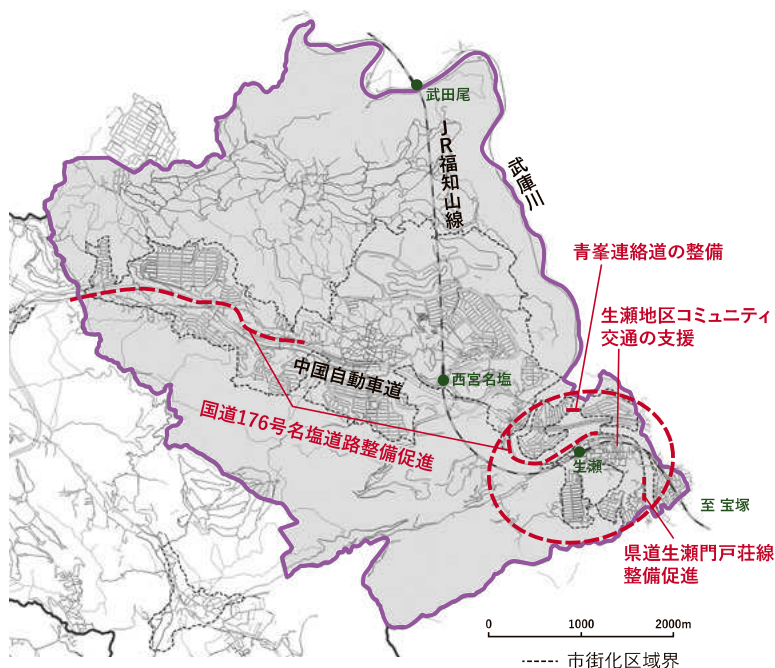 武田尾
JR福知山線
武庫川
青峯連絡道の整備
生瀬地区コミュニティ
交通の支援
中国自動車道
西宮名塩
国道176号名塩道路整備促進
生瀬
至 宝塚
県道生瀬門戸荘線
整備促進
0 1000 2000m
市街化区域界